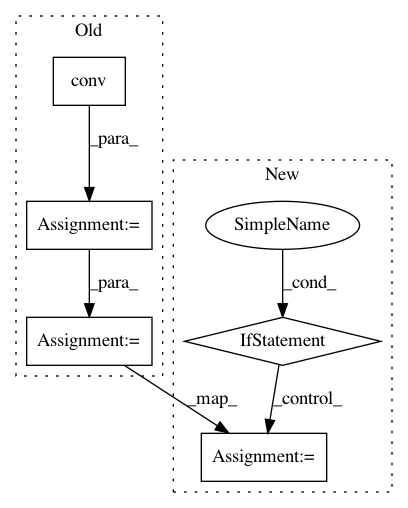 Old
conv
_para_
New
Assignment:=
SimpleName
_para_
_cond_
Assignment:=
IfStatement
_map_
_control_
Assignment:=